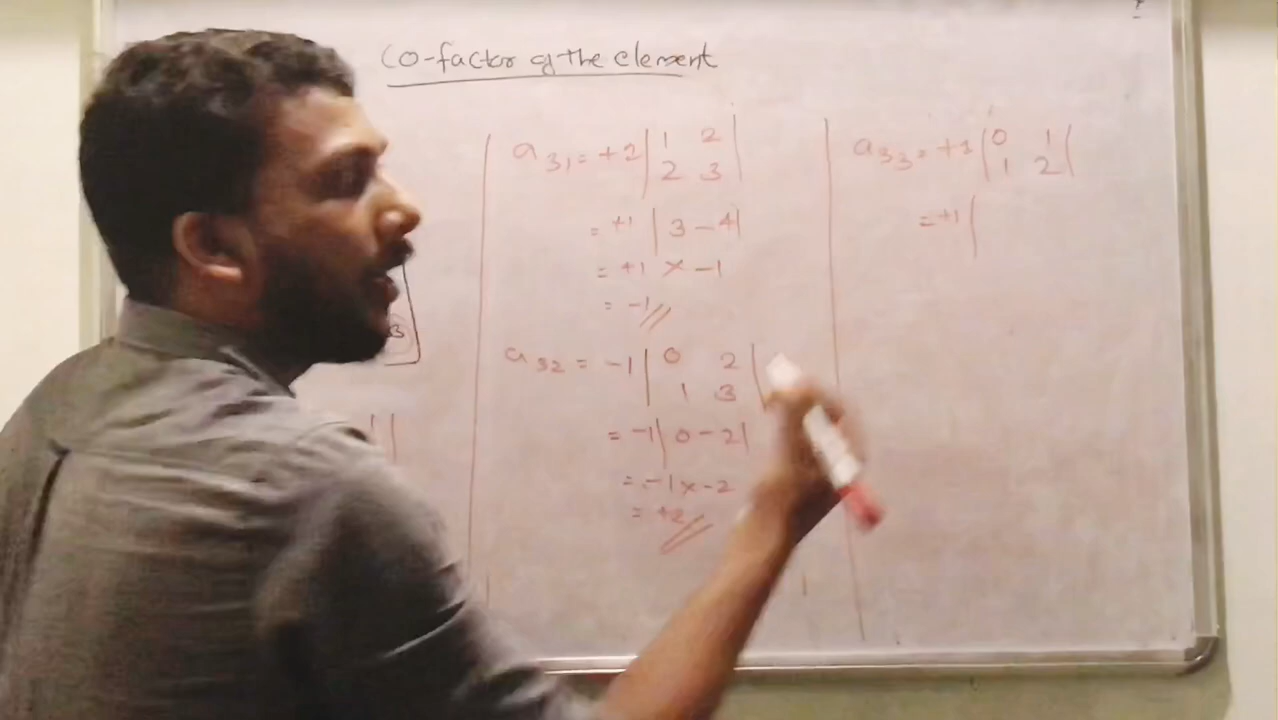 Co-factor of the element
a31 = +1 | 1 2 |
| 2 3 |
= +1 | 3 - 4 |
= +1 × -1
= -1 //
a32 = -1 | 0 2 |
| 1 3 |
= -1 | 0 - 2 |
= -1 × -2
= +2 //
a33 = +1 | 0 1 |
| 1 2 |
= +1 |